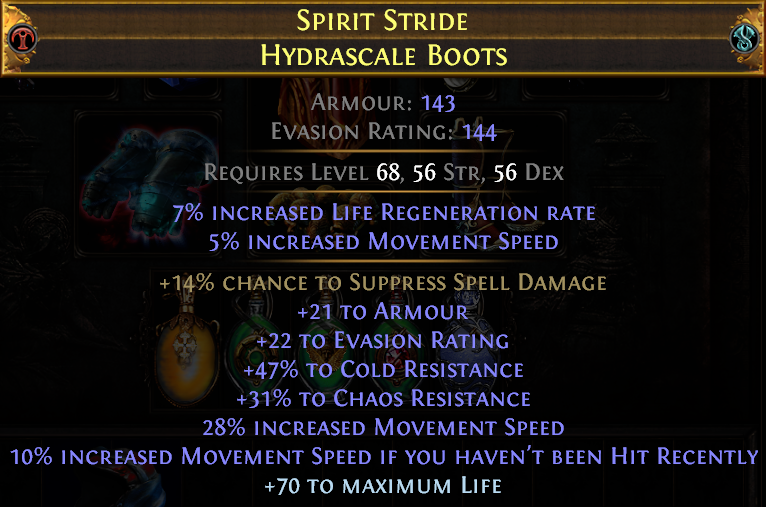 Spirit Stride
Hydrascale Boots
Armour: 143
Evasion Rating: 144
Requires Level 68, 56 Str, 56 Dex
7% increased Life Regeneration rate
5% increased Movement Speed
+14% chance to Suppress Spell Damage
+21 to Armour
+22 to Evasion Rating
+47% to Cold Resistance
+31% to Chaos Resistance
28% increased Movement Speed
10% increased Movement Speed if you haven't been Hit Recently
+70 to maximum Life